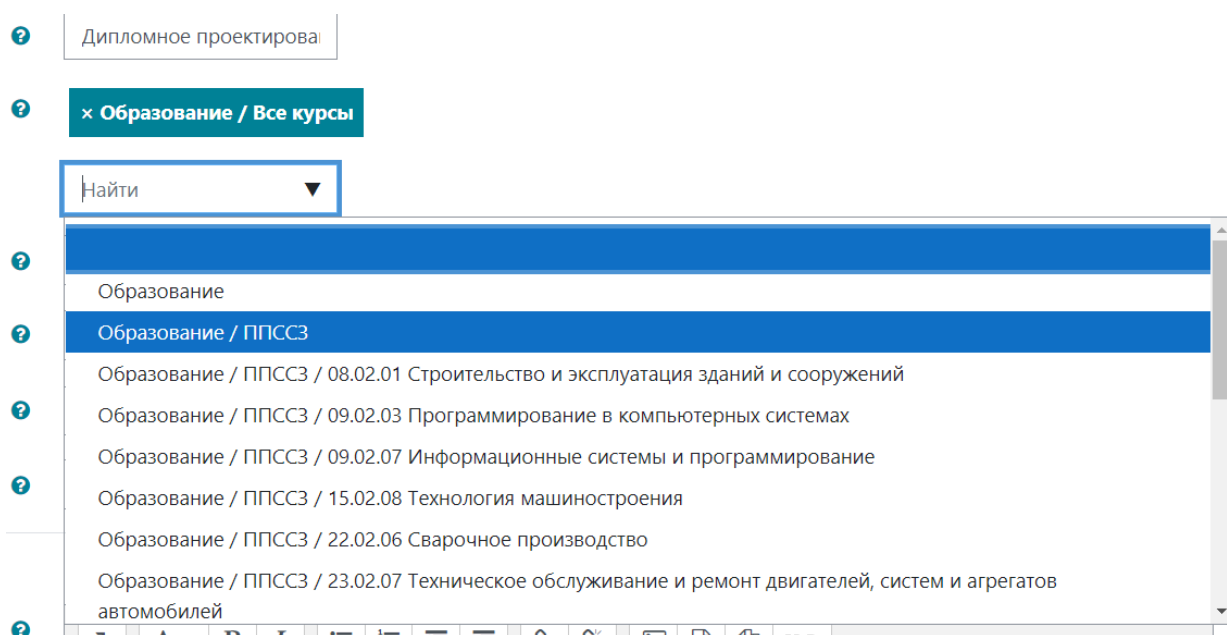 Дипломное проектирова
× Образование / Все курсы
Найти
Образование
Образование / ППССЗ
Образование / ППССЗ / 08.02.01 Строительство и эксплуатация зданий и сооружений
Образование / ППССЗ / 09.02.03 Программирование в компьютерных системах
Образование / ППССЗ / 09.02.07 Информационные системы и программирование
Образование / ППССЗ / 15.02.08 Технология машиностроения
Образование / ППССЗ / 22.02.06 Сварочное производство
Образование / ППССЗ / 23.02.07 Техническое обслуживание и ремонт двигателей, систем и агрегатов
автомобилей